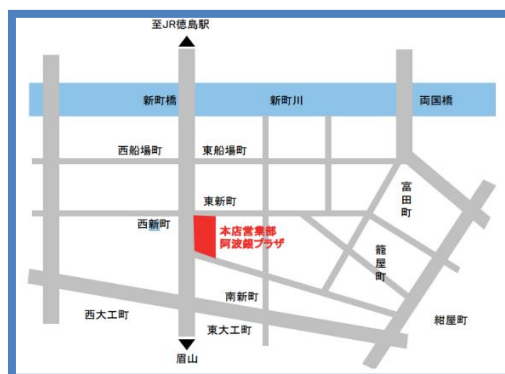 至JR徳島駅
新町橋
新町川
両国橋
西船場町
東船場町
東新町
富田町
西新町
本店営業部
阿波銀プラザ
籠屋町
南新町
西大工町
東大工町
紺屋町
眉山